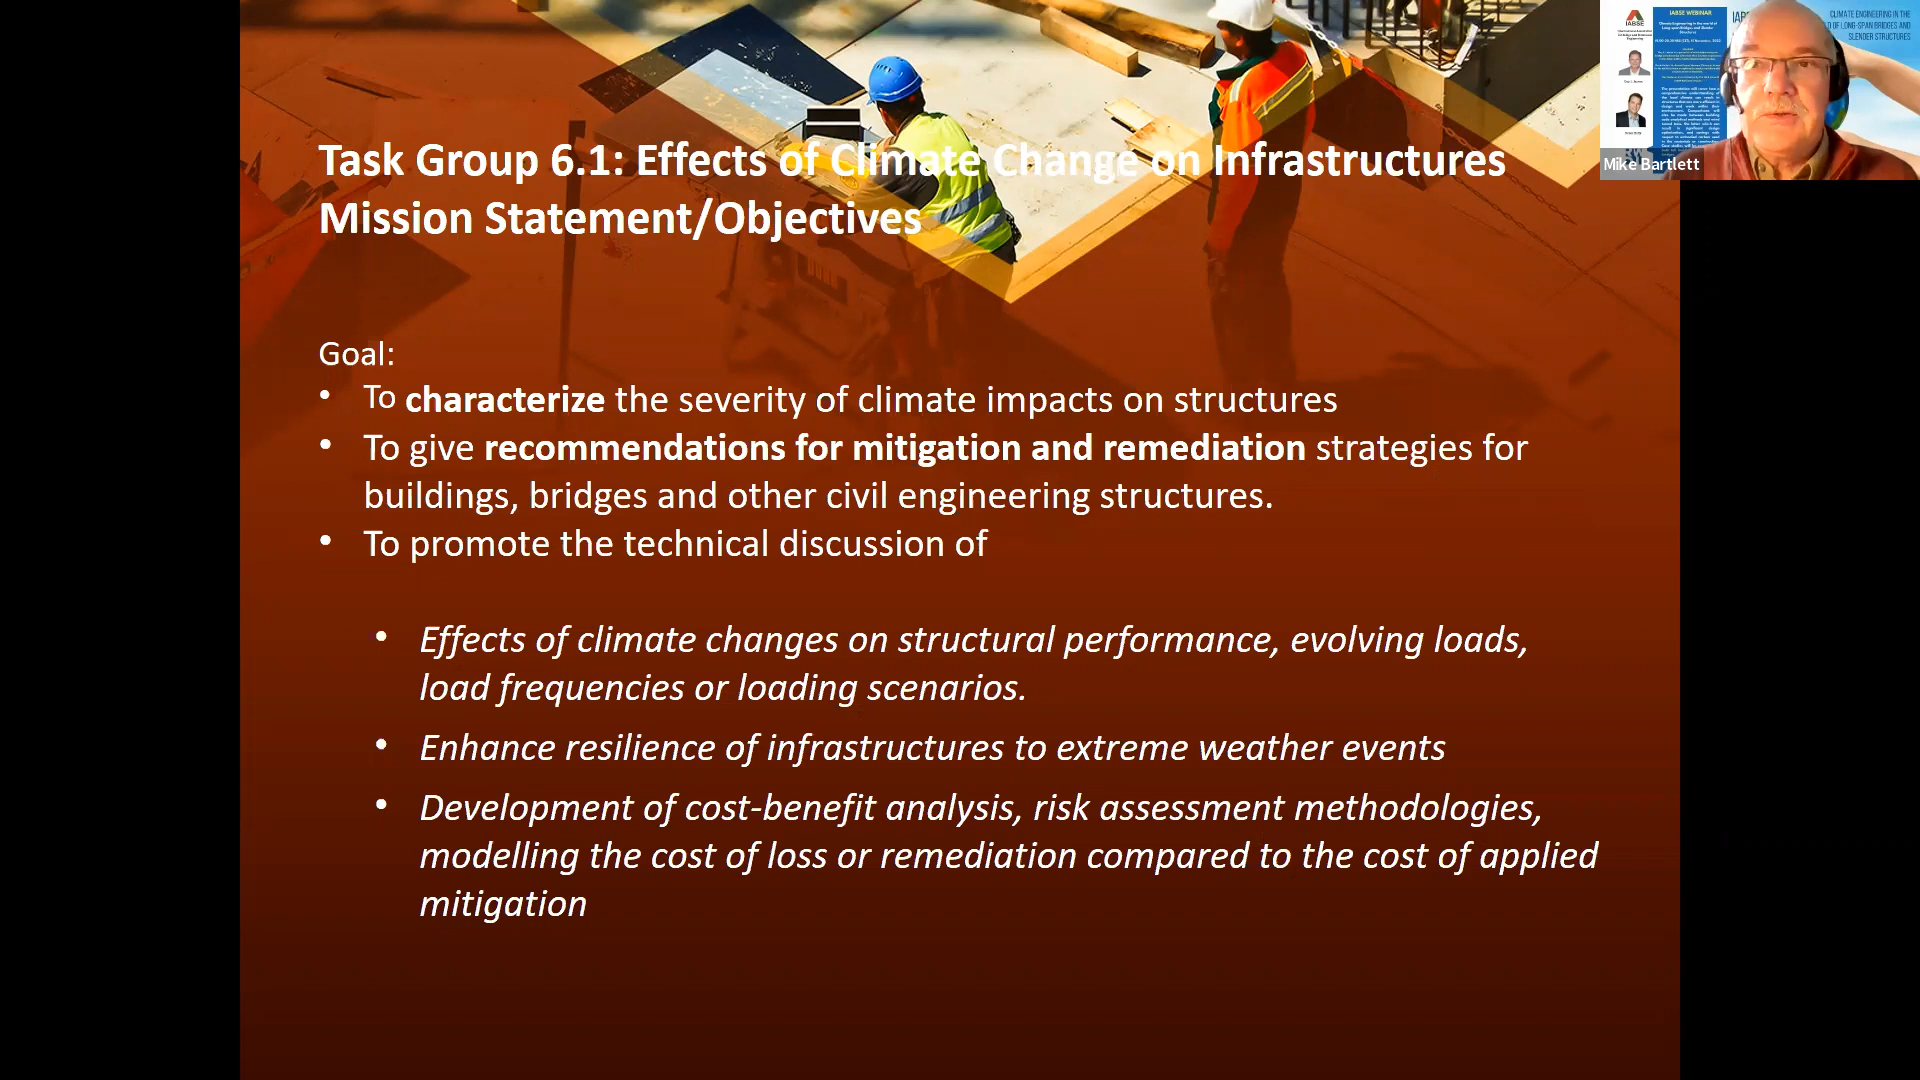 Task Group 6.1: Effects of Climate Change on Infrastructures
Mission Statement/Objectives
Goal:
• To characterize the severity of climate impacts on structures
• To give recommendations for mitigation and remediation strategies for
buildings, bridges and other civil engineering structures.
• To promote the technical discussion of
• Effects of climate changes on structural performance, evolving loads,
load frequencies or loading scenarios.
• Enhance resilience of infrastructures to extreme weather events
• Development of cost-benefit analysis, risk assessment methodologies,
modelling the cost of loss or remediation compared to the cost of applied
mitigation
IABSE
IABSE WEBINAR
CLIMATE ENGINEERING IN THE
OF LONG-SPAN BRIDGES AND
SLENDER STRUCTURES
Mike Bartlett